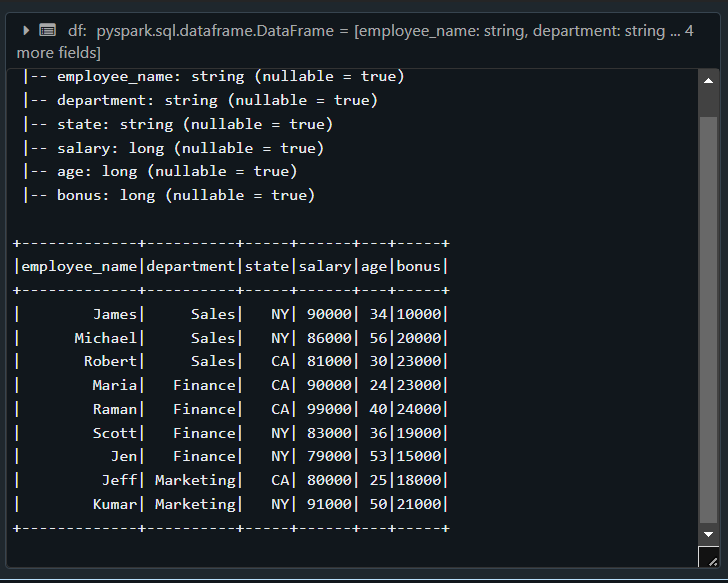 df: pyspark.sql.dataframe.DataFrame = [employee_name: string, department: string ... 4
more fields]
|-- employee_name: string (nullable = true)
|-- department: string (nullable = true)
|-- state: string (nullable = true)
|-- salary: long (nullable = true)
|-- age: long (nullable = true)
|-- bonus: long (nullable = true)
+-------------+----------+-----+------+---+-----+
|employee_name|department|state|salary|age|bonus|
+-------------+----------+-----+------+---+-----+
|        James|     Sales|   NY| 90000| 34|10000|
|      Michael|     Sales|   NY| 86000| 56|20000|
|       Robert|     Sales|   CA| 81000| 30|23000|
|        Maria|   Finance|   CA| 90000| 24|23000|
|        Raman|   Finance|   CA| 99000| 40|24000|
|        Scott|   Finance|   NY| 83000| 36|19000|
|          Jen|   Finance|   NY| 79000| 53|15000|
|         Jeff| Marketing|   CA| 80000| 25|18000|
|        Kumar| Marketing|   NY| 91000| 50|21000|
+-------------+----------+-----+------+---+-----+